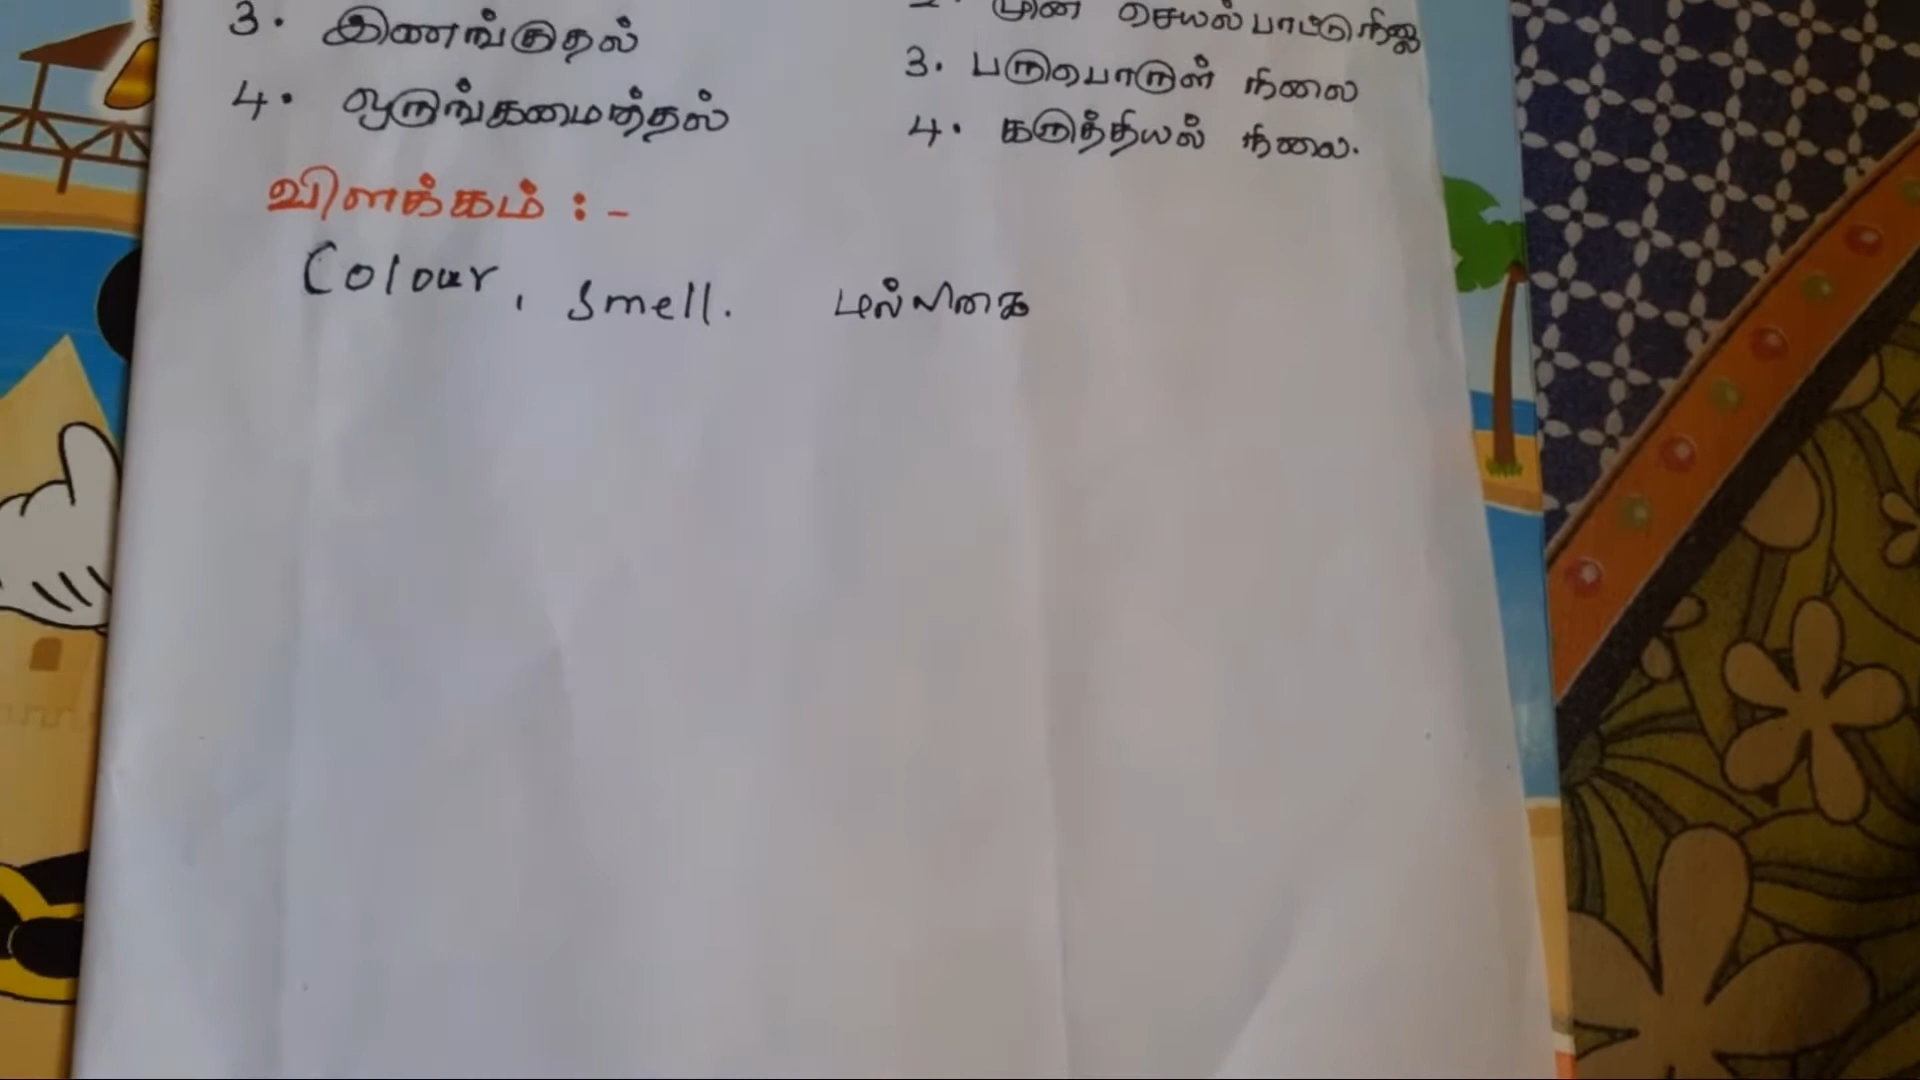 3. இணங்குதல்
4. ஒருங்கமைத்தல்
செயல்பாட்டு நிலை
3. பருபொருள் நிலை
4. கருத்தியல் நிலை.
விளக்கம் :-
Colour, Smell. மல்லிகை